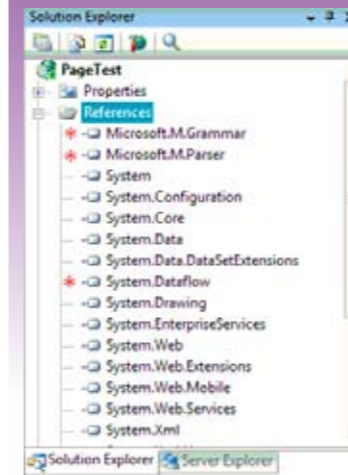 Solution Explorer
PageTest
Properties
References
* Microsoft.M.Grammar
* Microsoft.M.Parser
System
System.Configuration
System.Core
System.Data
System.Data.DataSetExtensions
* System.Dataflow
System.Drawing
System.EnterpriseServices
System.Web
System.Web.Extensions
System.Web.Mobile
System.Web.Services
System.Xml
Solution Explorer Server Explorer